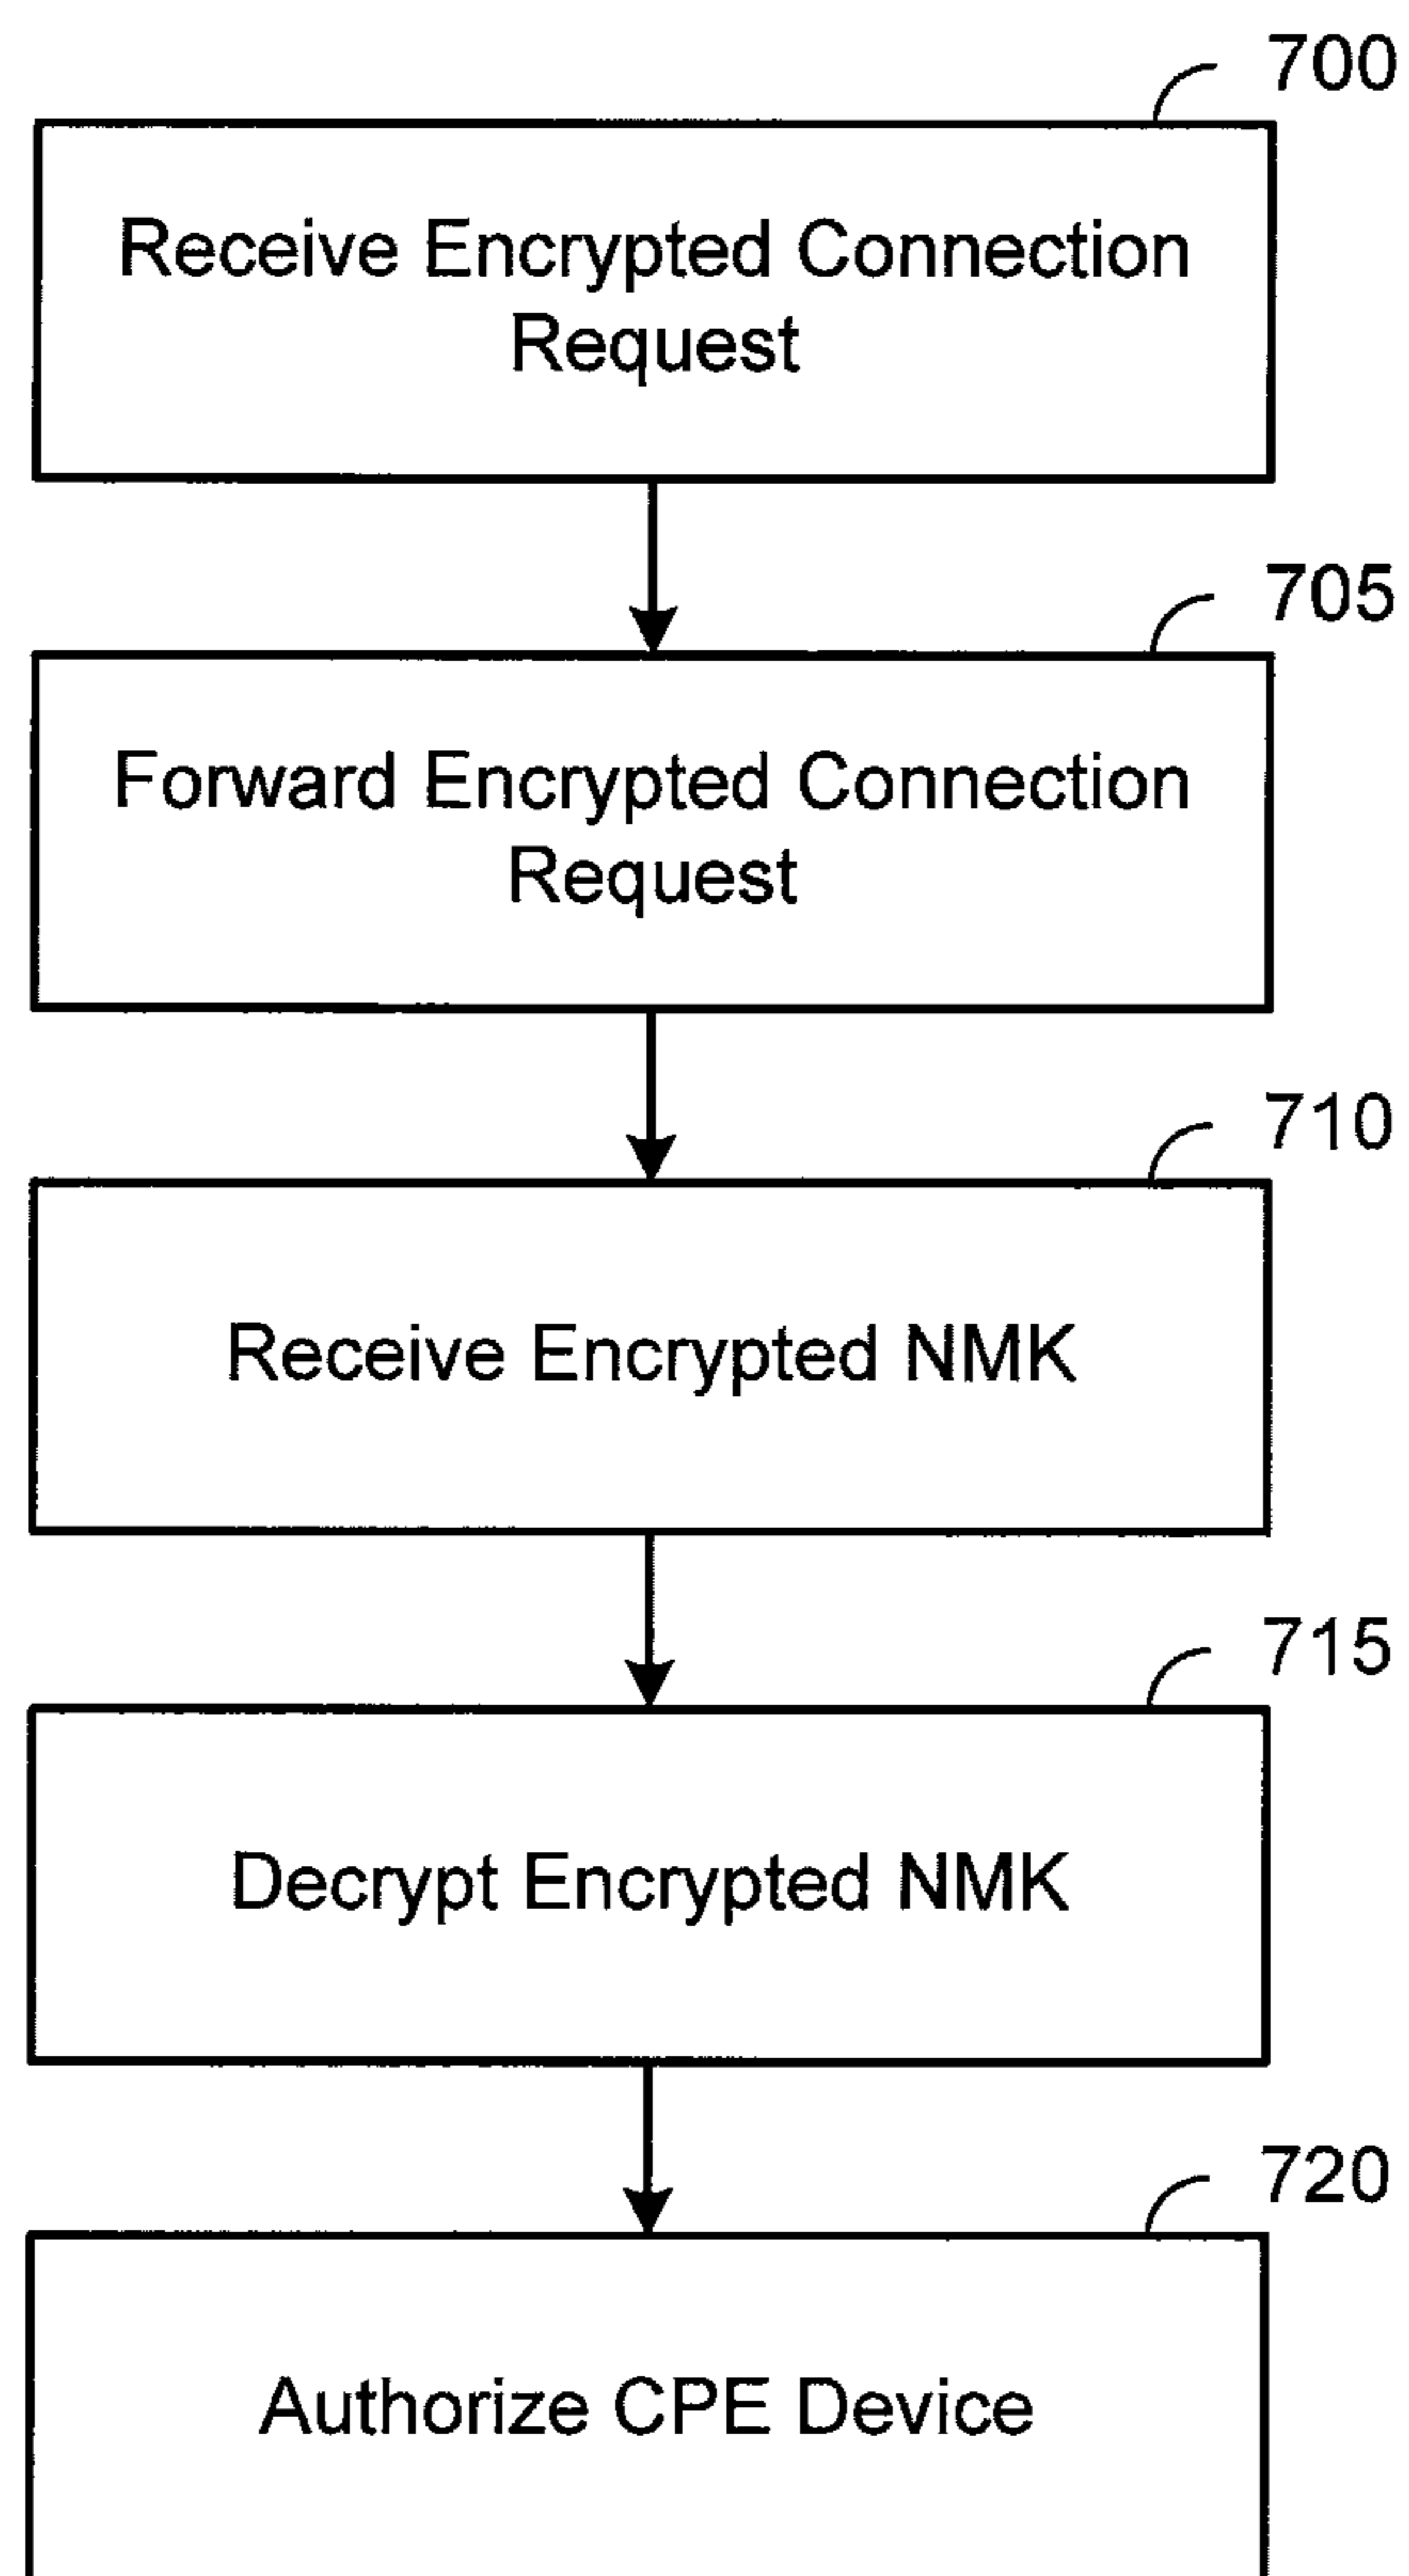 700
Receive Encrypted Connection
Request
705
Forward Encrypted Connection
Request
710
Receive Encrypted NMK
715
Decrypt Encrypted NMK
720
Authorize CPE Device